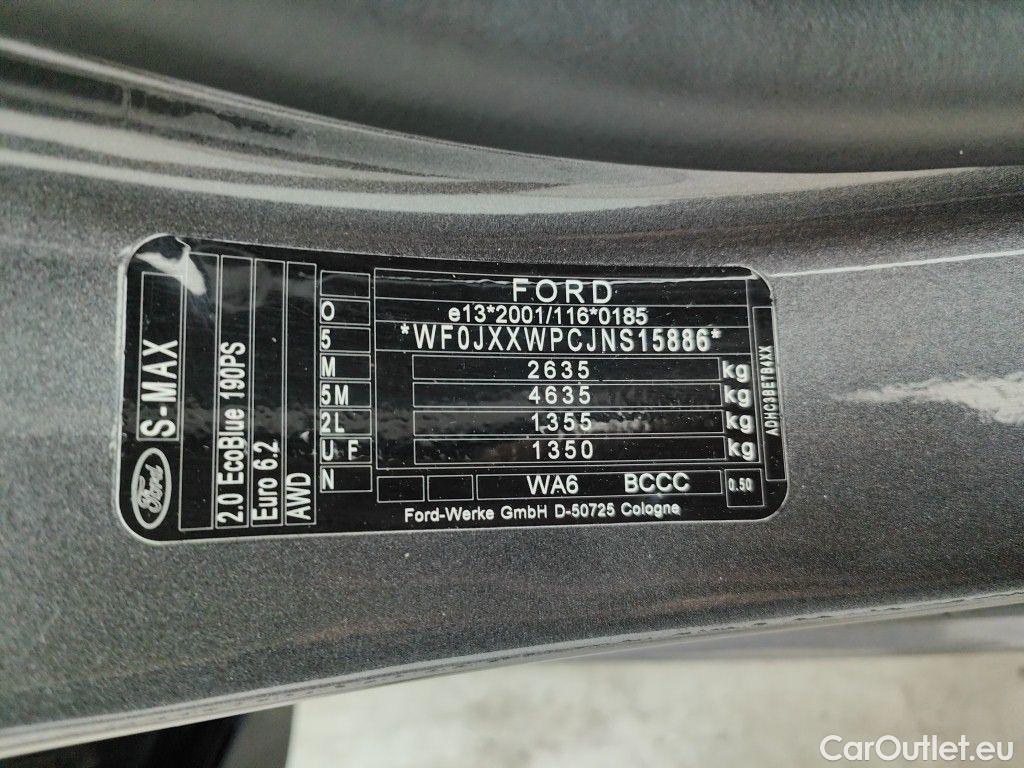 Ford
S-MAX
2.0 EcoBlue 190PS
Euro 6.2
AWD
FORD
O e13*2001/116*0185
5 *WF0JXXWPCJNS15886*
M 2635 kg
5M 4635 kg
2L 1355 kg
U F 1350 kg
N WA6 BCCC 0.50
Ford-Werke GmbH D-50725 Cologne
ADHC3BETB4XX
CarOutlet.eu